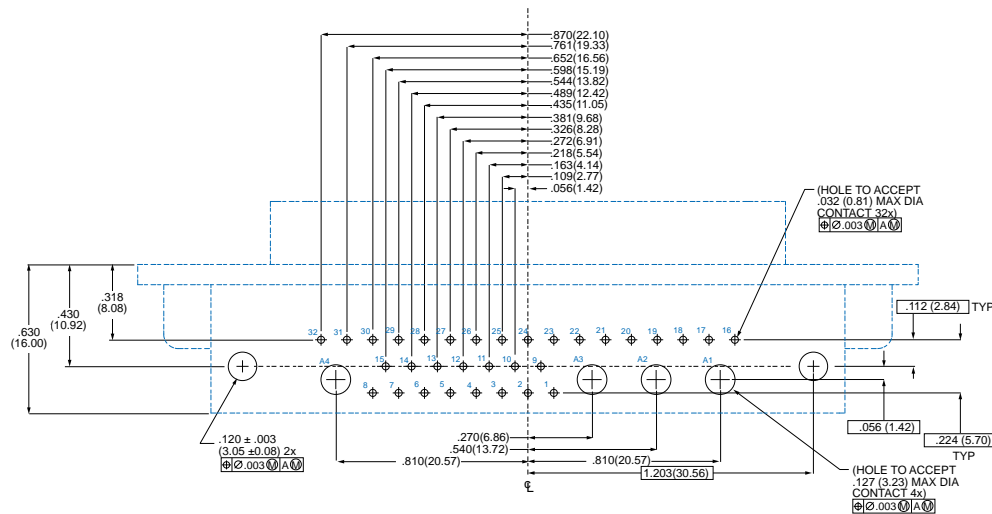 .870(22.10)
.761(19.33)
.652(16.56)
.598(15.19)
.544(13.82)
.489(12.42)
.435(11.05)
.381(9.68)
.326(8.28)
.272(6.91)
.218(5.54)
.163(4.14)
.109(2.77)
.056(1.42)
(HOLE TO ACCEPT
.032 (0.81) MAX DIA
CONTACT 32x)
⌖ Ø.003 Ⓜ A Ⓜ
.318
(8.08)
.430
(10.92)
.630
(16.00)
.112 (2.84) TYP
32 31 30 29 28 27 26 25 24 23 22 21 20 19 18 17 16
A4 15 14 13 12 11 10 9 A3 A2 A1
8 7 6 5 4 3 2 1
.056 (1.42)
.224 (5.70)
TYP
.120 ± .003
(3.05 ±0.08) 2x
⌖ Ø.003 Ⓜ A Ⓜ
.270(6.86)
.540(13.72)
.810(20.57)
.810(20.57)
1.203(30.56)
℄
(HOLE TO ACCEPT
.127 (3.23) MAX DIA
CONTACT 4x)
⌖ Ø.003 Ⓜ A Ⓜ